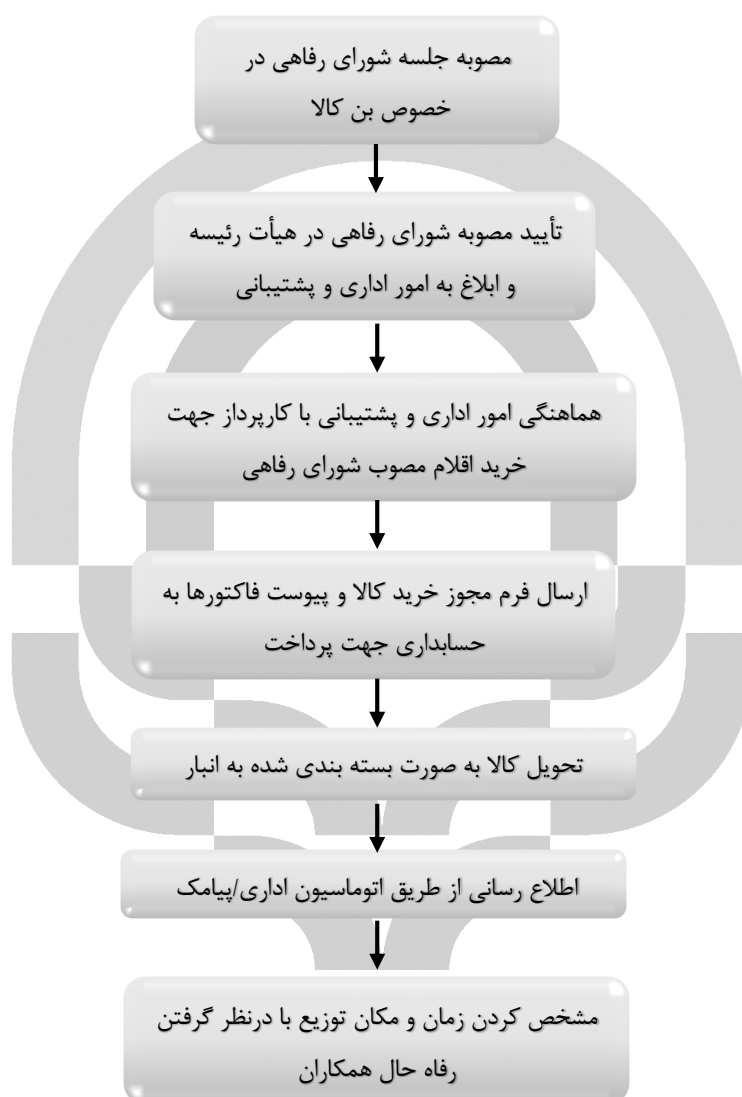 مصوبه جلسه شورای رفاهی در
خصوص بن کالا
تأیید مصوبه شورای رفاهی در هیأت رئیسه
و ابلاغ به امور اداری و پشتیبانی
هماهنگی امور اداری و پشتیبانی با کارپرداز جهت
خرید اقلام مصوب شورای رفاهی
ارسال فرم مجوز خرید کالا و پیوست فاکتورها به
حسابداری جهت پرداخت
تحویل کالا به صورت بسته بندی شده به انبار
اطلاع رسانی از طریق اتوماسیون اداری/پیامک
مشخص کردن زمان و مکان توزیع با درنظر گرفتن
رفاه حال همکاران